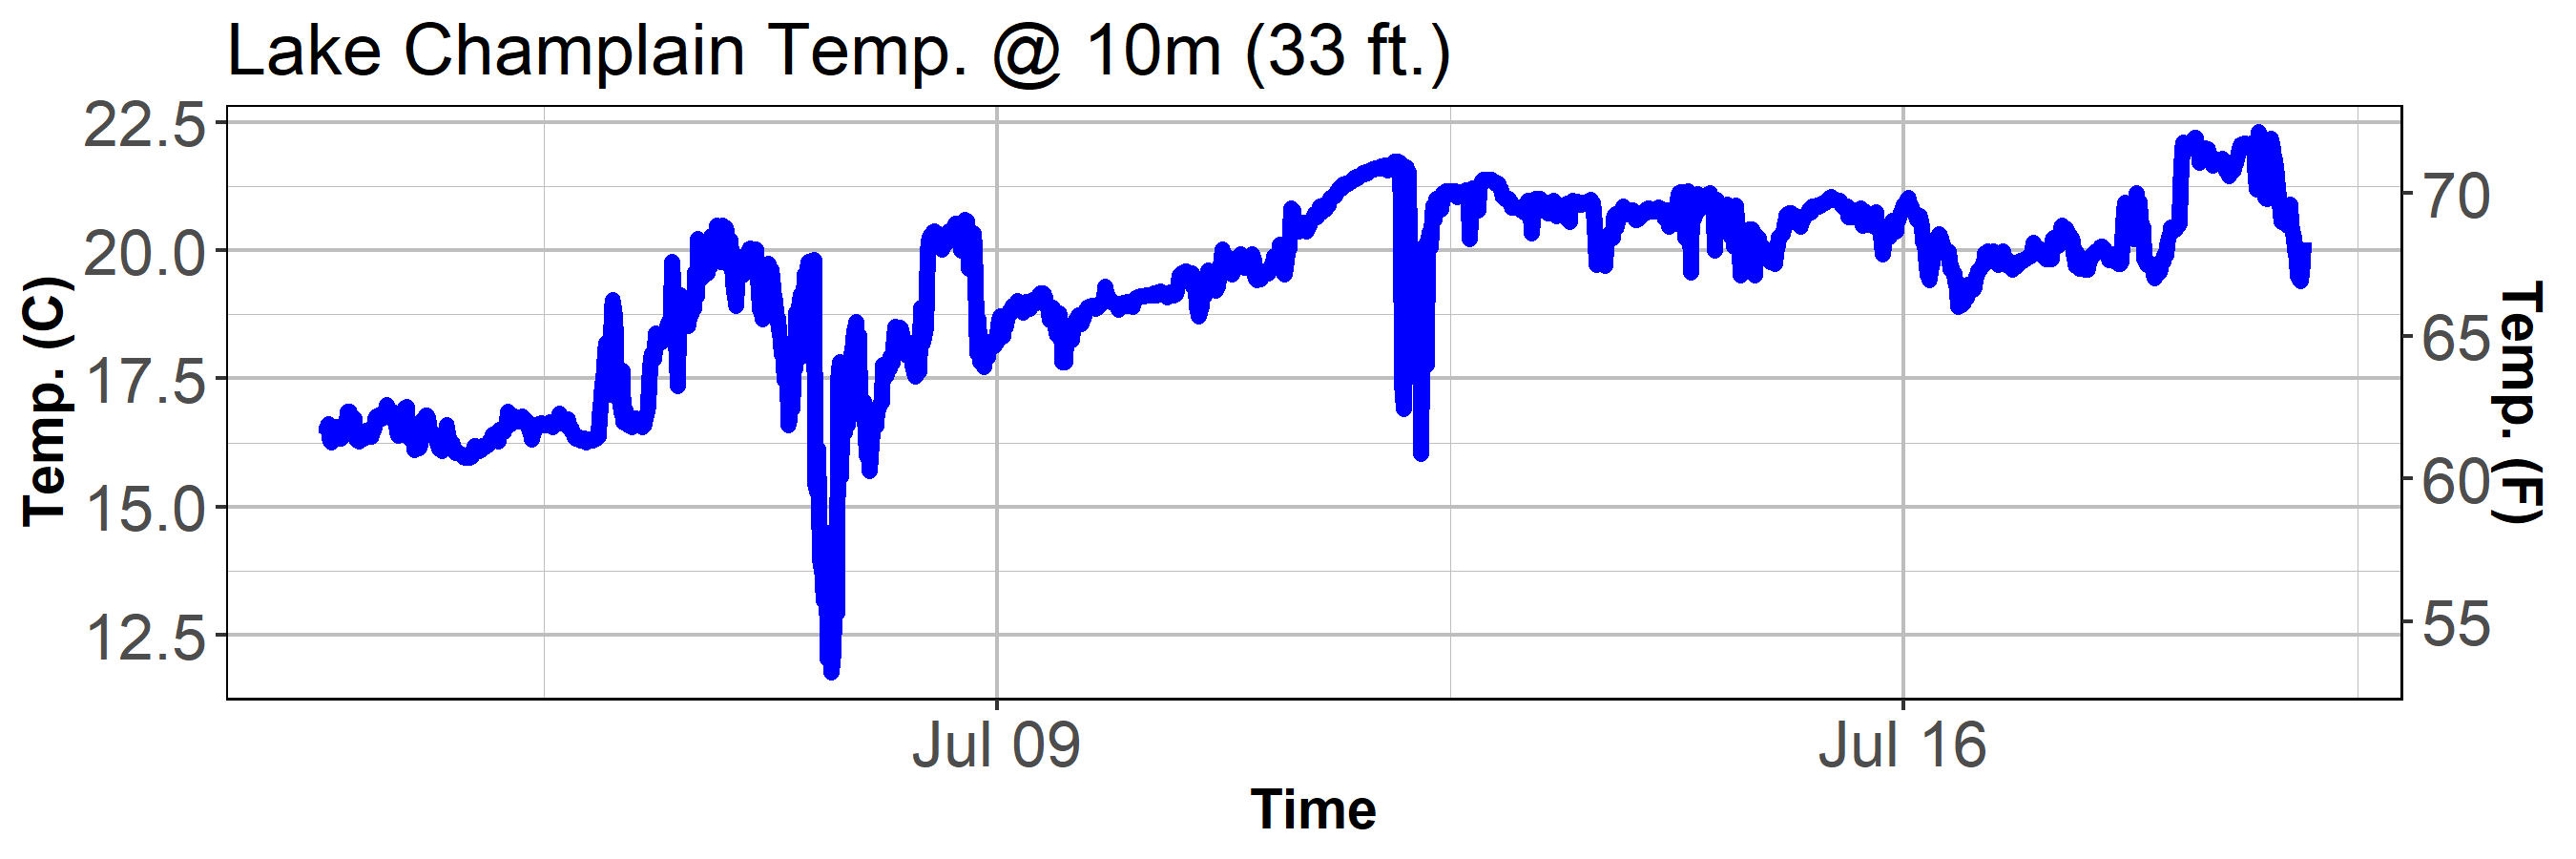 Lake Champlain Temp. @ 10m (33 ft.)
Temp. (C)
22.5
20.0
17.5
15.0
12.5
70
65
60
55
Temp. (F)
Jul 09
Jul 16
Time